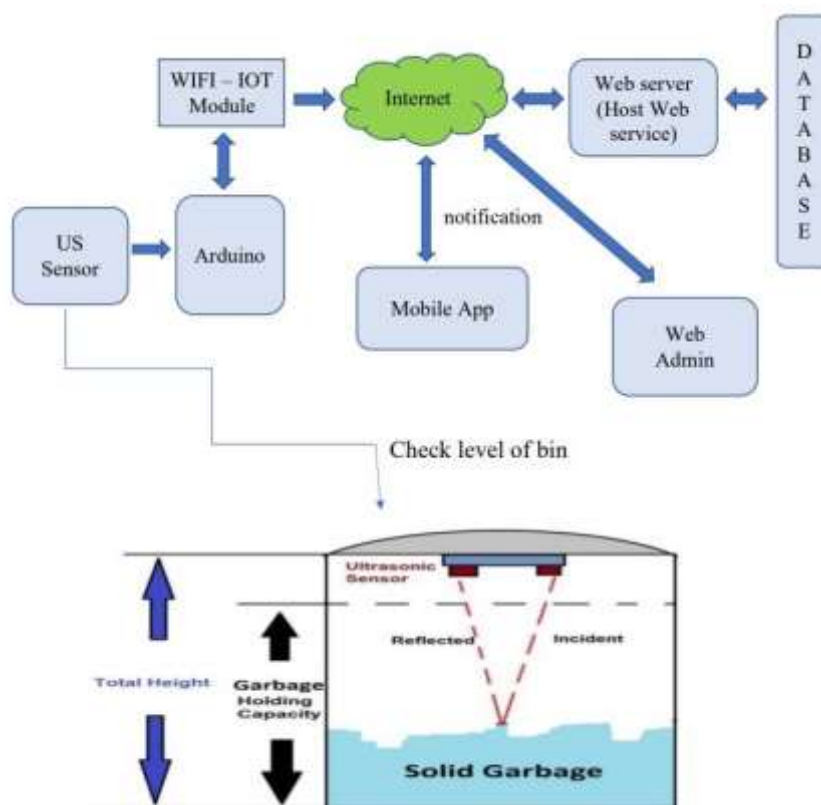 WIFI – IOT
Module
Internet
Web server
(Host Web
service)
D
A
T
A
B
A
S
E
US
Sensor
Arduino
notification
Mobile App
Web
Admin
Check level of bin
Ultrasonic
Sensor
Reflected
Incident
Total Height
Garbage
Holding
Capacity
Solid Garbage